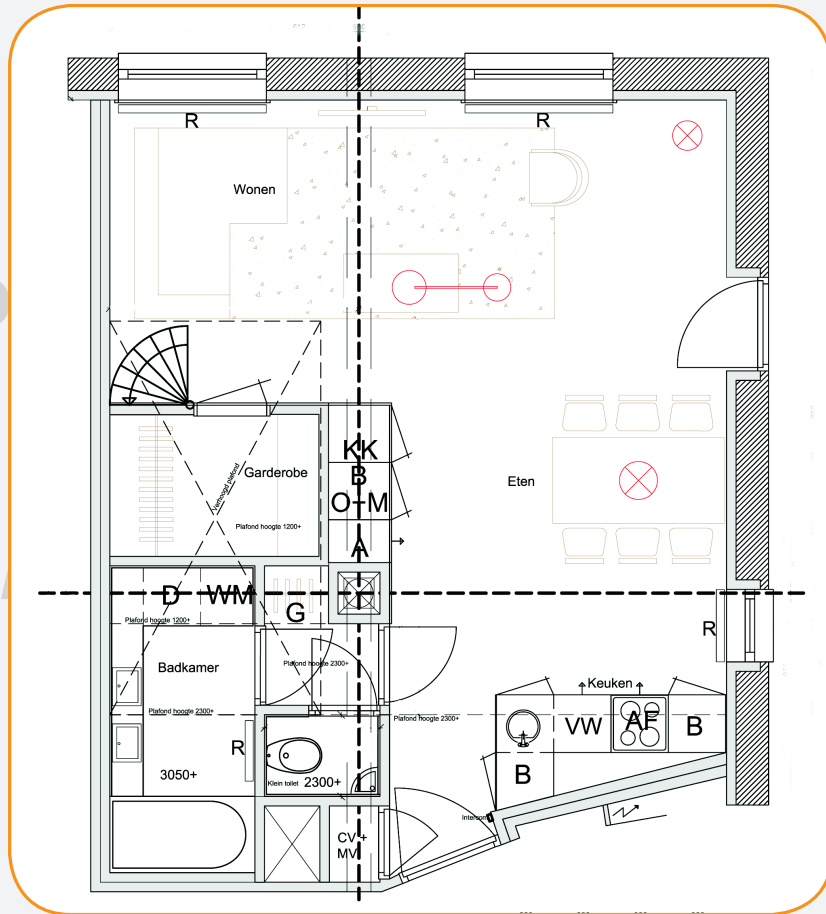 R
R
Wonen
KK
Garderobe
Verhoogd plafond
B
Eten
O-M
Plafond hoogte 1200+
A
D
WM
G
Plafond hoogte 1200+
R
Badkamer
Plafond hoogte 2300+
Keuken
Plafond hoogte 2300+
Plafond hoogte 2300+
VW
AF
B
R
3050+
Klein toilet
2300+
B
Intercom
CV +
MV